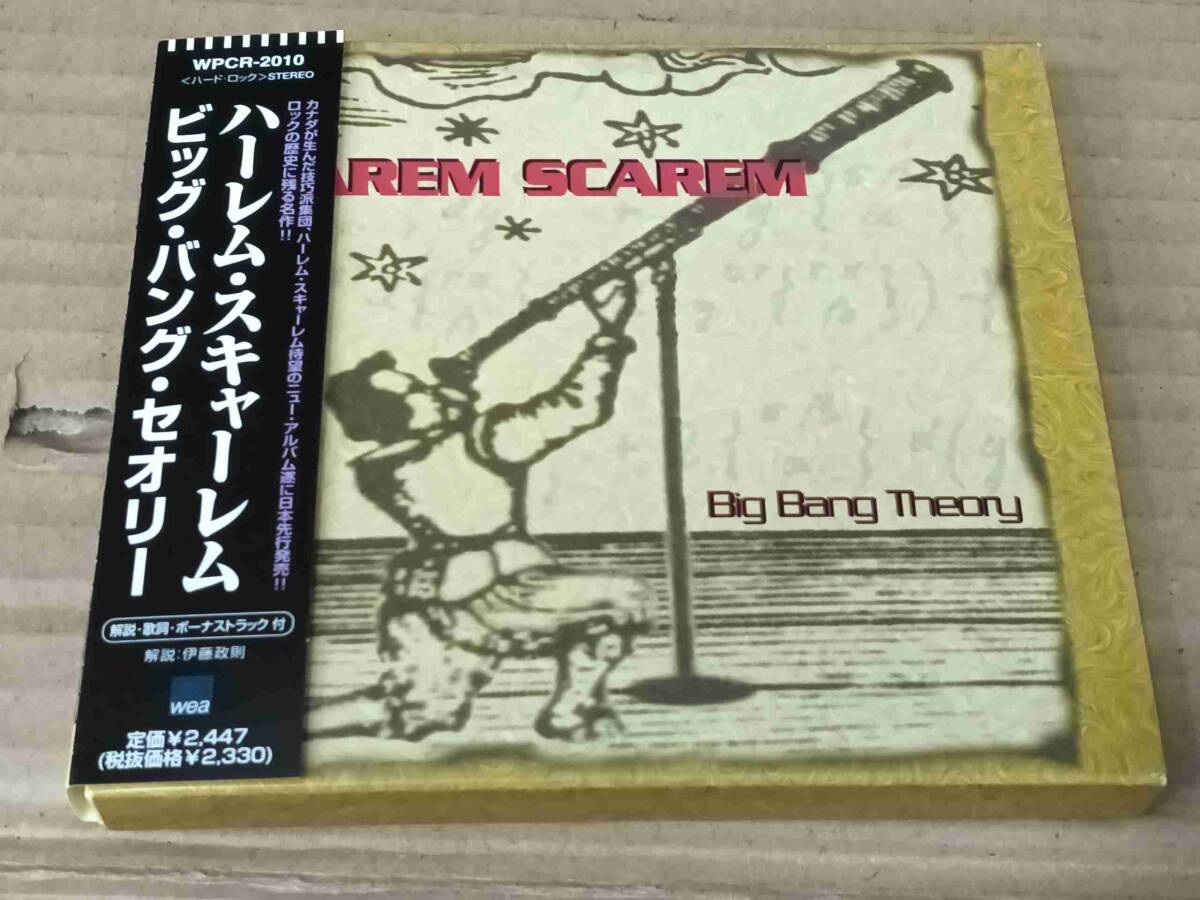 WPCR-2010
<ハード・ロック>STEREO
カナダが生んだ技巧派集団、ハーレム・スキャーレム待望のニュー・アルバム遂に日本先行発売!!
ロックの歴史に残る名作!!
ハーレム・スキャーレム
ビッグ・バング・セオリー
解説・歌詞・ボーナストラック付
解説:伊藤政則
wea
定価¥2,447
(税抜価格¥2,330)
AREM SCAREM
Big Bang Theory